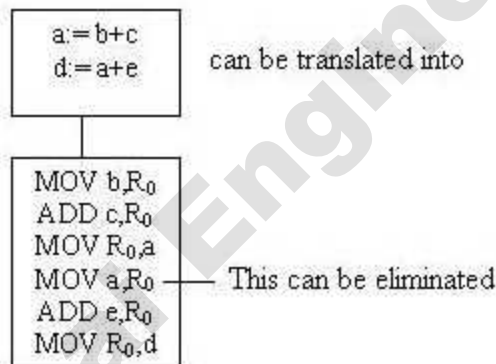 a:= b+c
d:= a+e
can be translated into
MOV b,R₀
ADD c,R₀
MOV R₀,a
MOV a,R₀
This can be eliminated
ADD e,R₀
MOV R₀,d